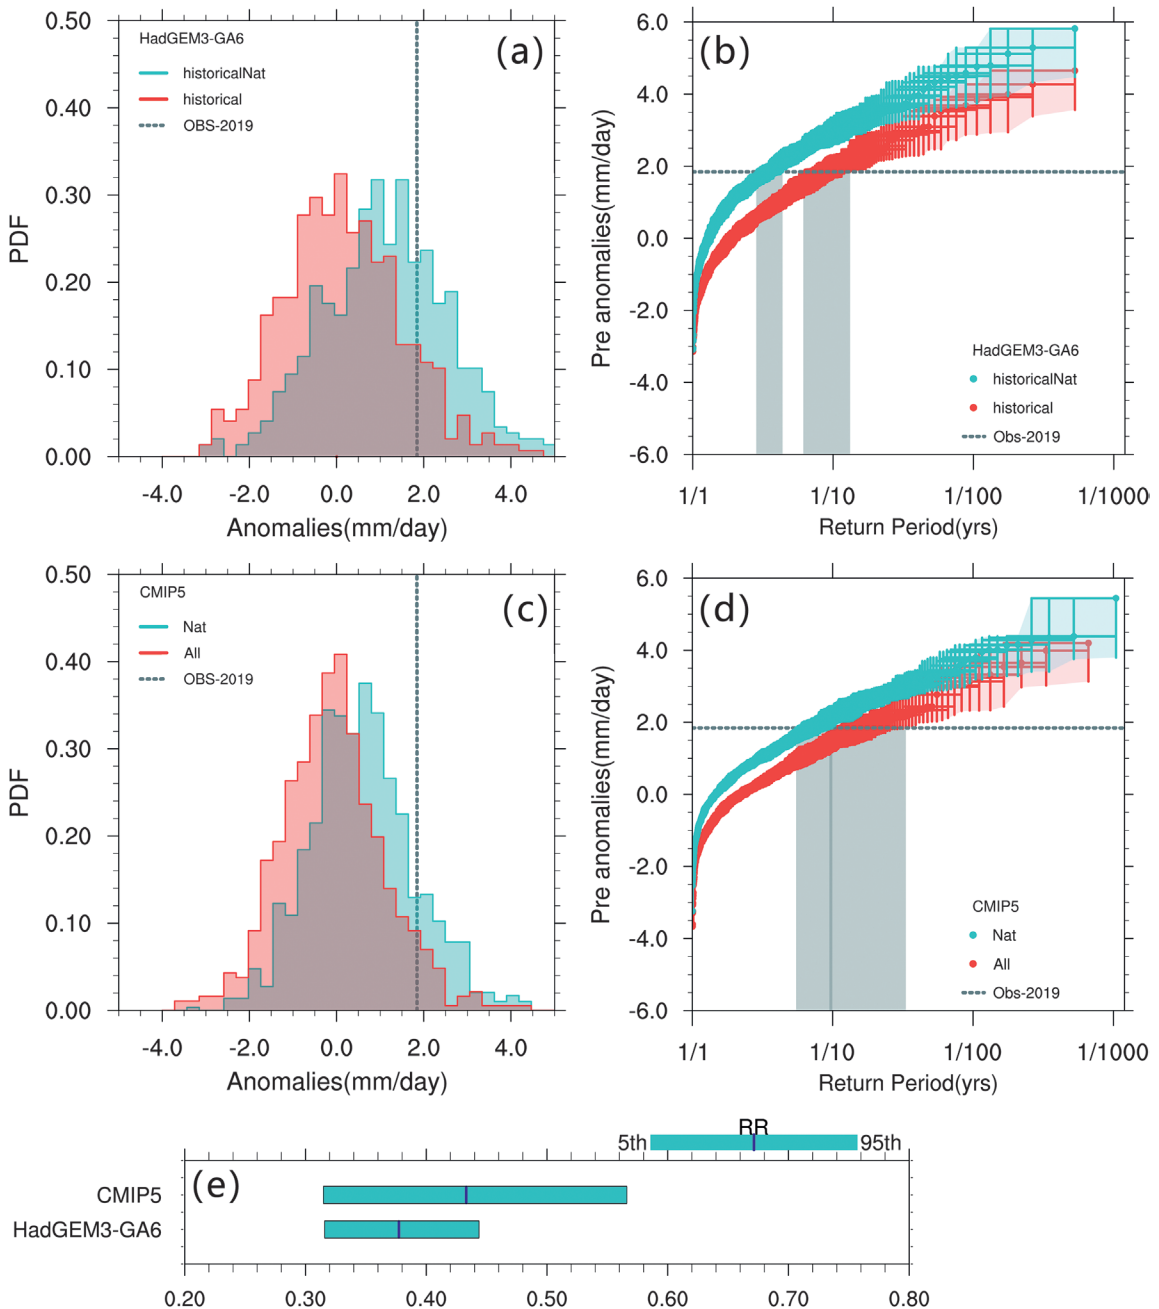 (a)
HadGEM3-GA6
historicalNat
historical
OBS-2019
PDF
0.50
0.40
0.30
0.20
0.10
0.00
-4.0 -2.0 0.0 2.0 4.0
Anomalies(mm/day)
(b)
Pre anomalies(mm/day)
6.0
4.0
2.0
0.0
-2.0
-4.0
-6.0
HadGEM3-GA6
historicalNat
historical
Obs-2019
1/1 1/10 1/100 1/1000
Return Period(yrs)
(c)
CMIP5
Nat
All
OBS-2019
PDF
0.50
0.40
0.30
0.20
0.10
0.00
-4.0 -2.0 0.0 2.0 4.0
Anomalies(mm/day)
(d)
Pre anomalies(mm/day)
6.0
4.0
2.0
0.0
-2.0
-4.0
-6.0
CMIP5
Nat
All
Obs-2019
1/1 1/10 1/100 1/1000
Return Period(yrs)
RR
5th 95th
(e)
CMIP5
HadGEM3-GA6
0.20 0.30 0.40 0.50 0.60 0.70 0.80